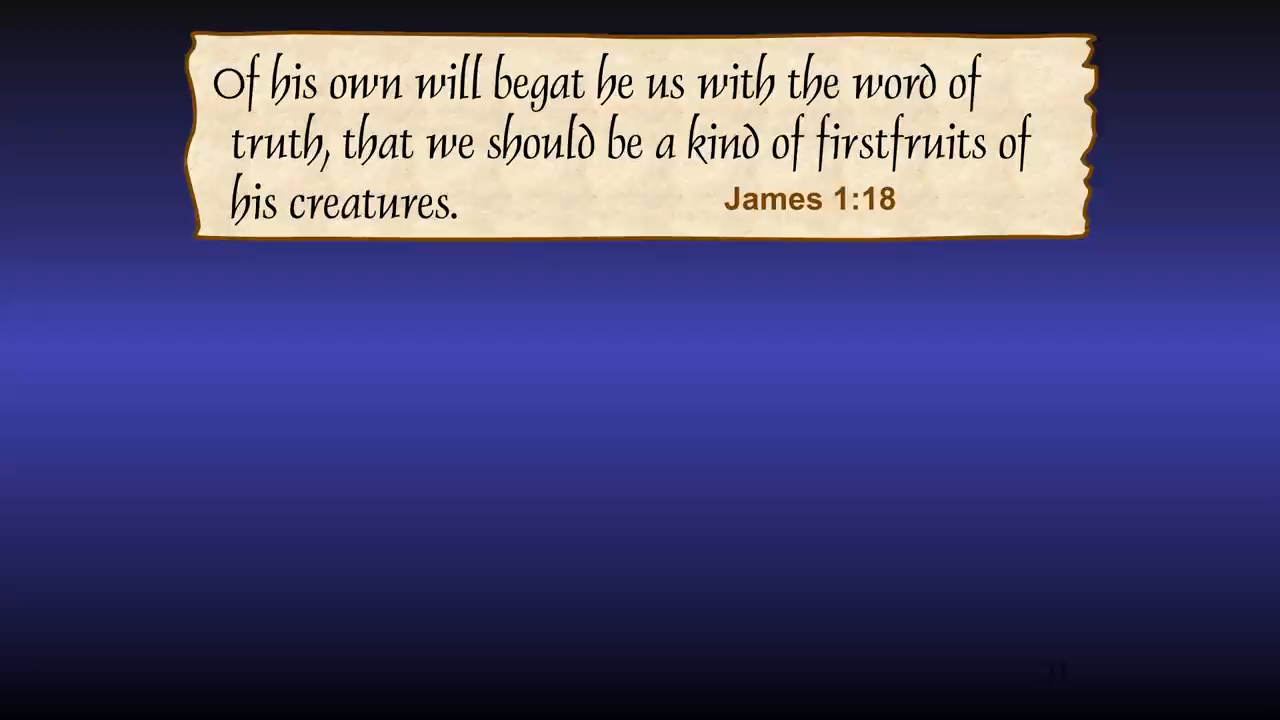 Of his own will begat he us with the word of
truth, that we should be a kind of firstfruits of
his creatures.
James 1:18
71